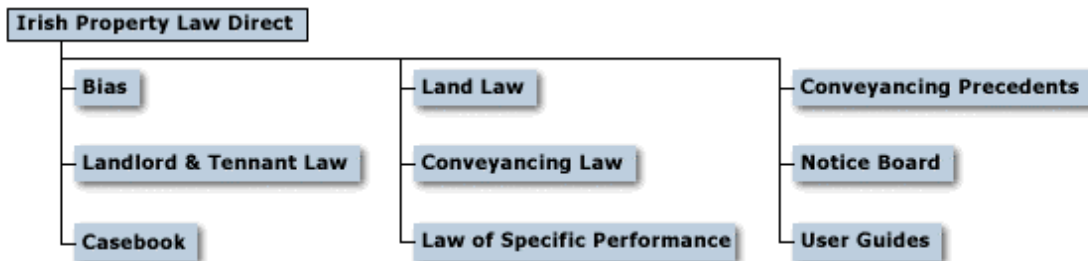 Irish Property Law Direct
Bias
Land Law
Conveyancing Precedents
Landlord & Tennant Law
Conveyancing Law
Notice Board
Casebook
Law of Specific Performance
User Guides